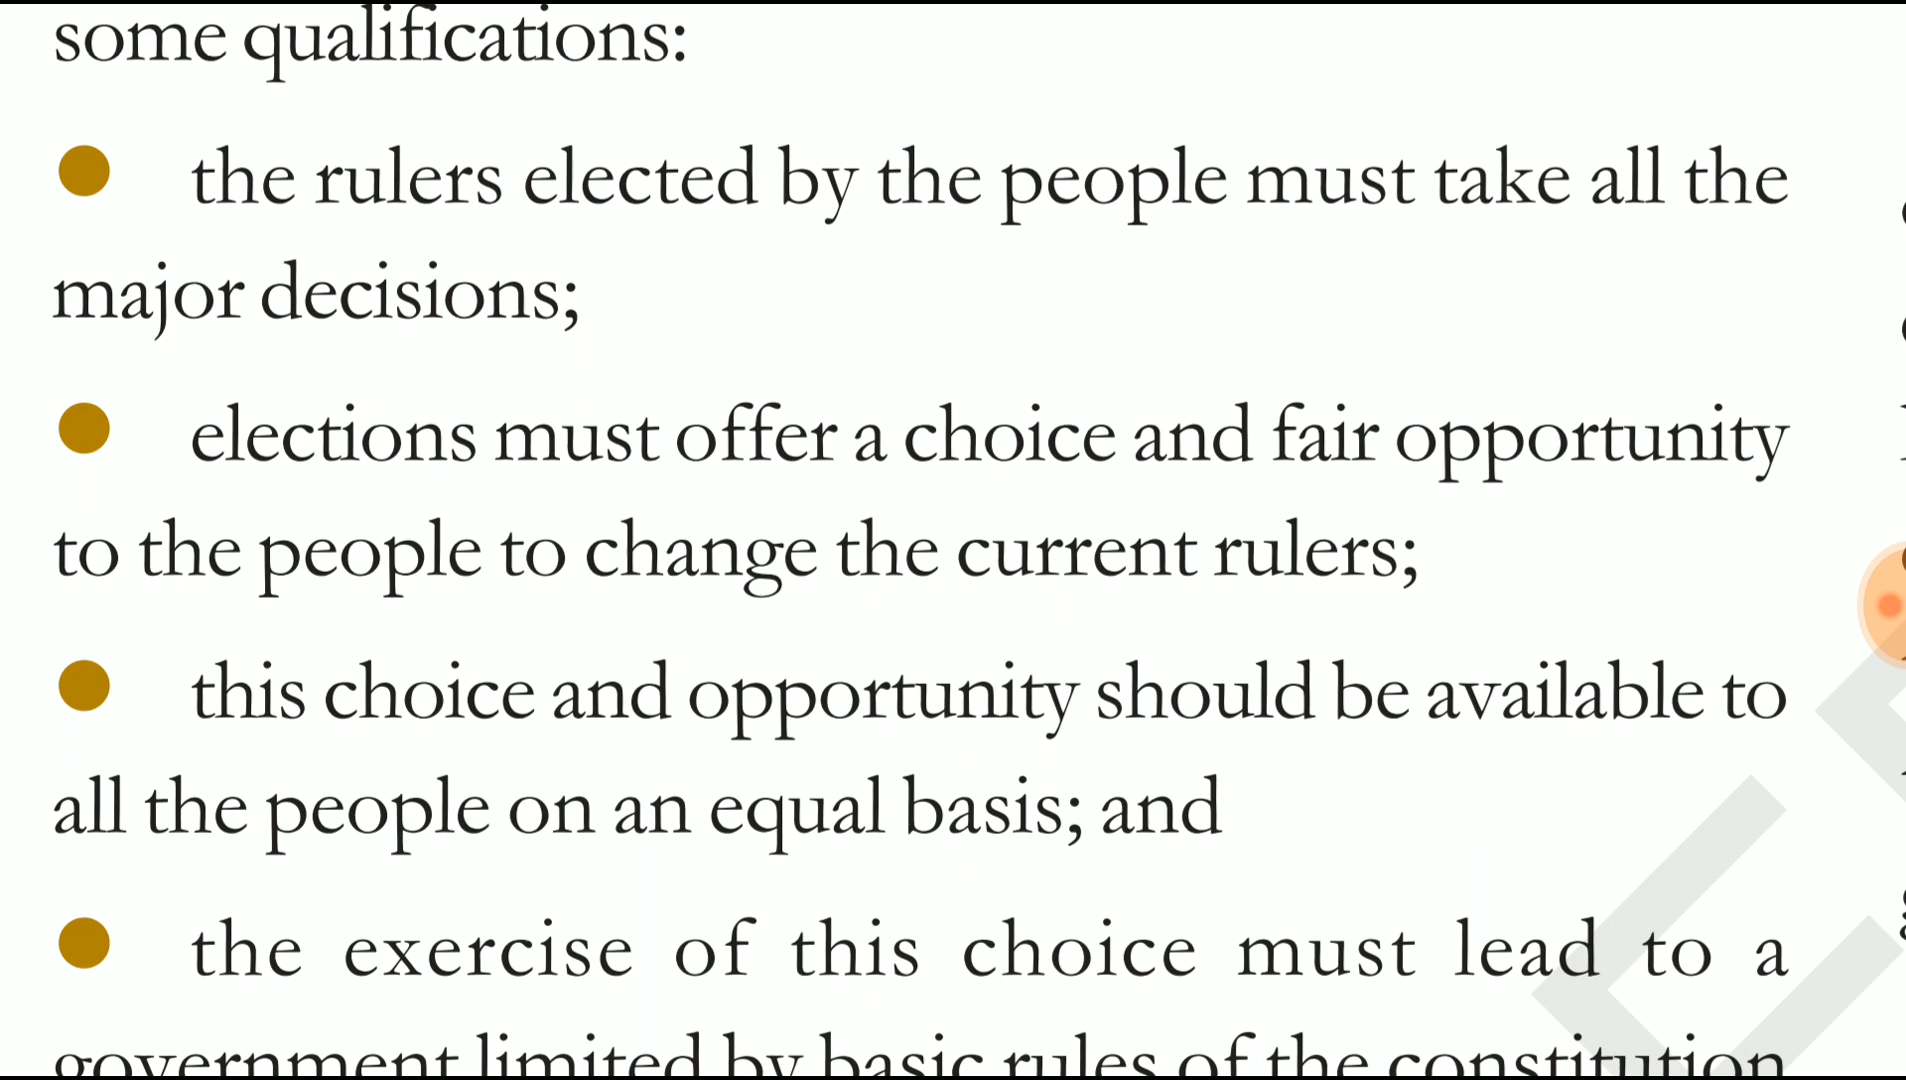 some qualifications:
● the rulers elected by the people must take all the
major decisions;
● elections must offer a choice and fair opportunity
to the people to change the current rulers;
● this choice and opportunity should be available to
all the people on an equal basis; and
● the exercise of this choice must lead to a
government limited by basic rules of the constitution